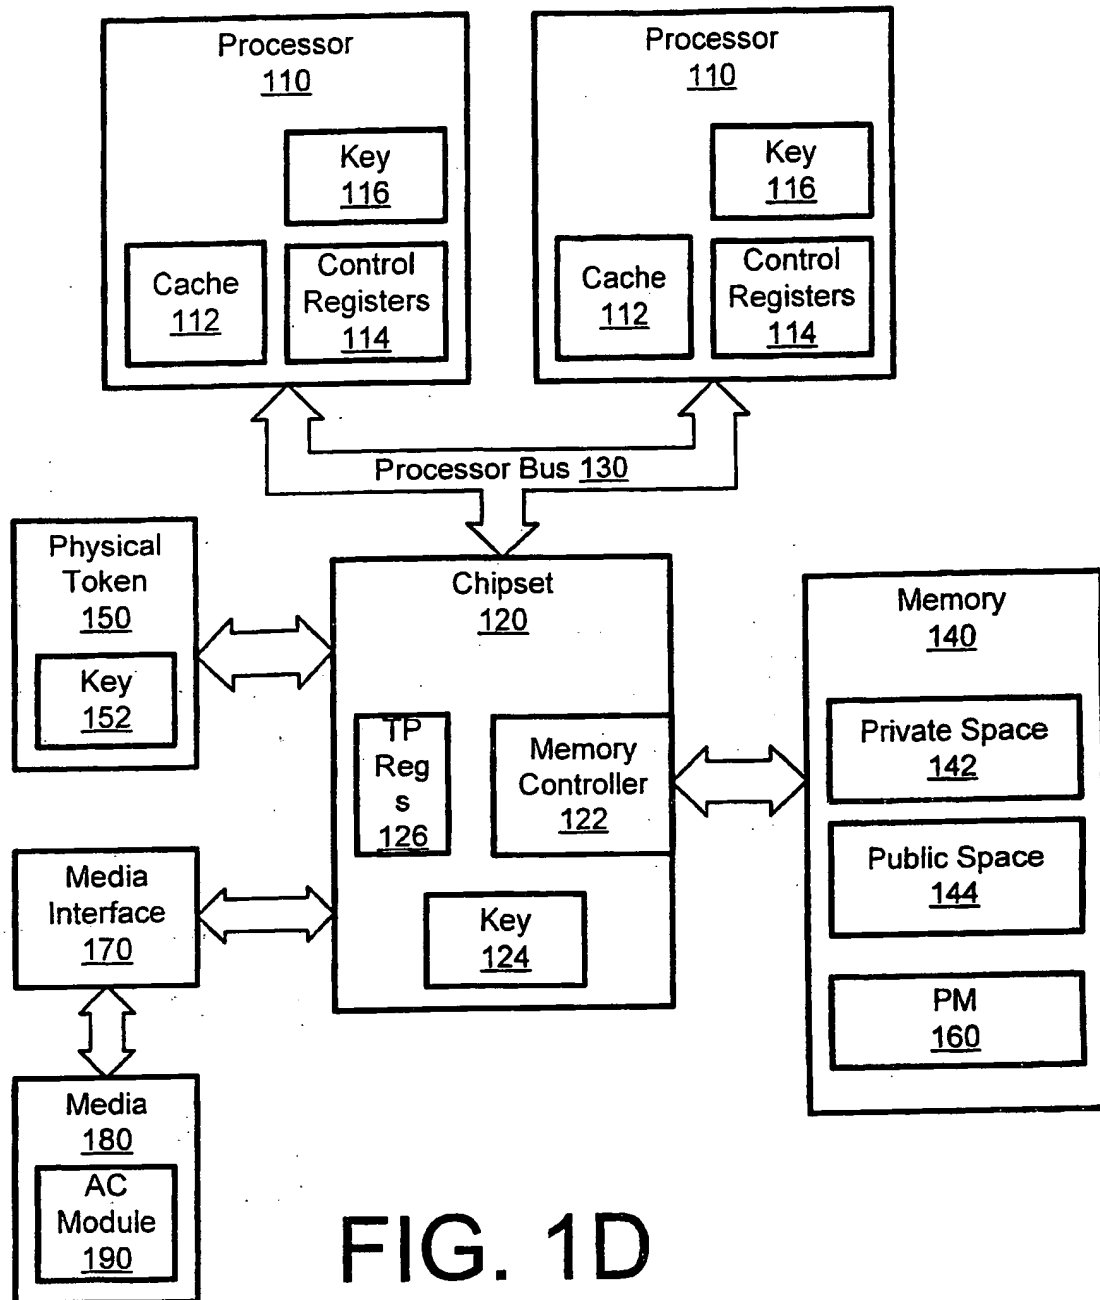 Processor
110
Key
116
Cache
112
Control
Registers
114
Processor
110
Key
116
Cache
112
Control
Registers
114
Processor Bus 130
Physical
Token
150
Key
152
Chipset
120
TP
Reg
s
126
Memory
Controller
122
Key
124
Memory
140
Private Space
142
Public Space
144
PM
160
Media
Interface
170
Media
180
AC
Module
190
FIG. 1D